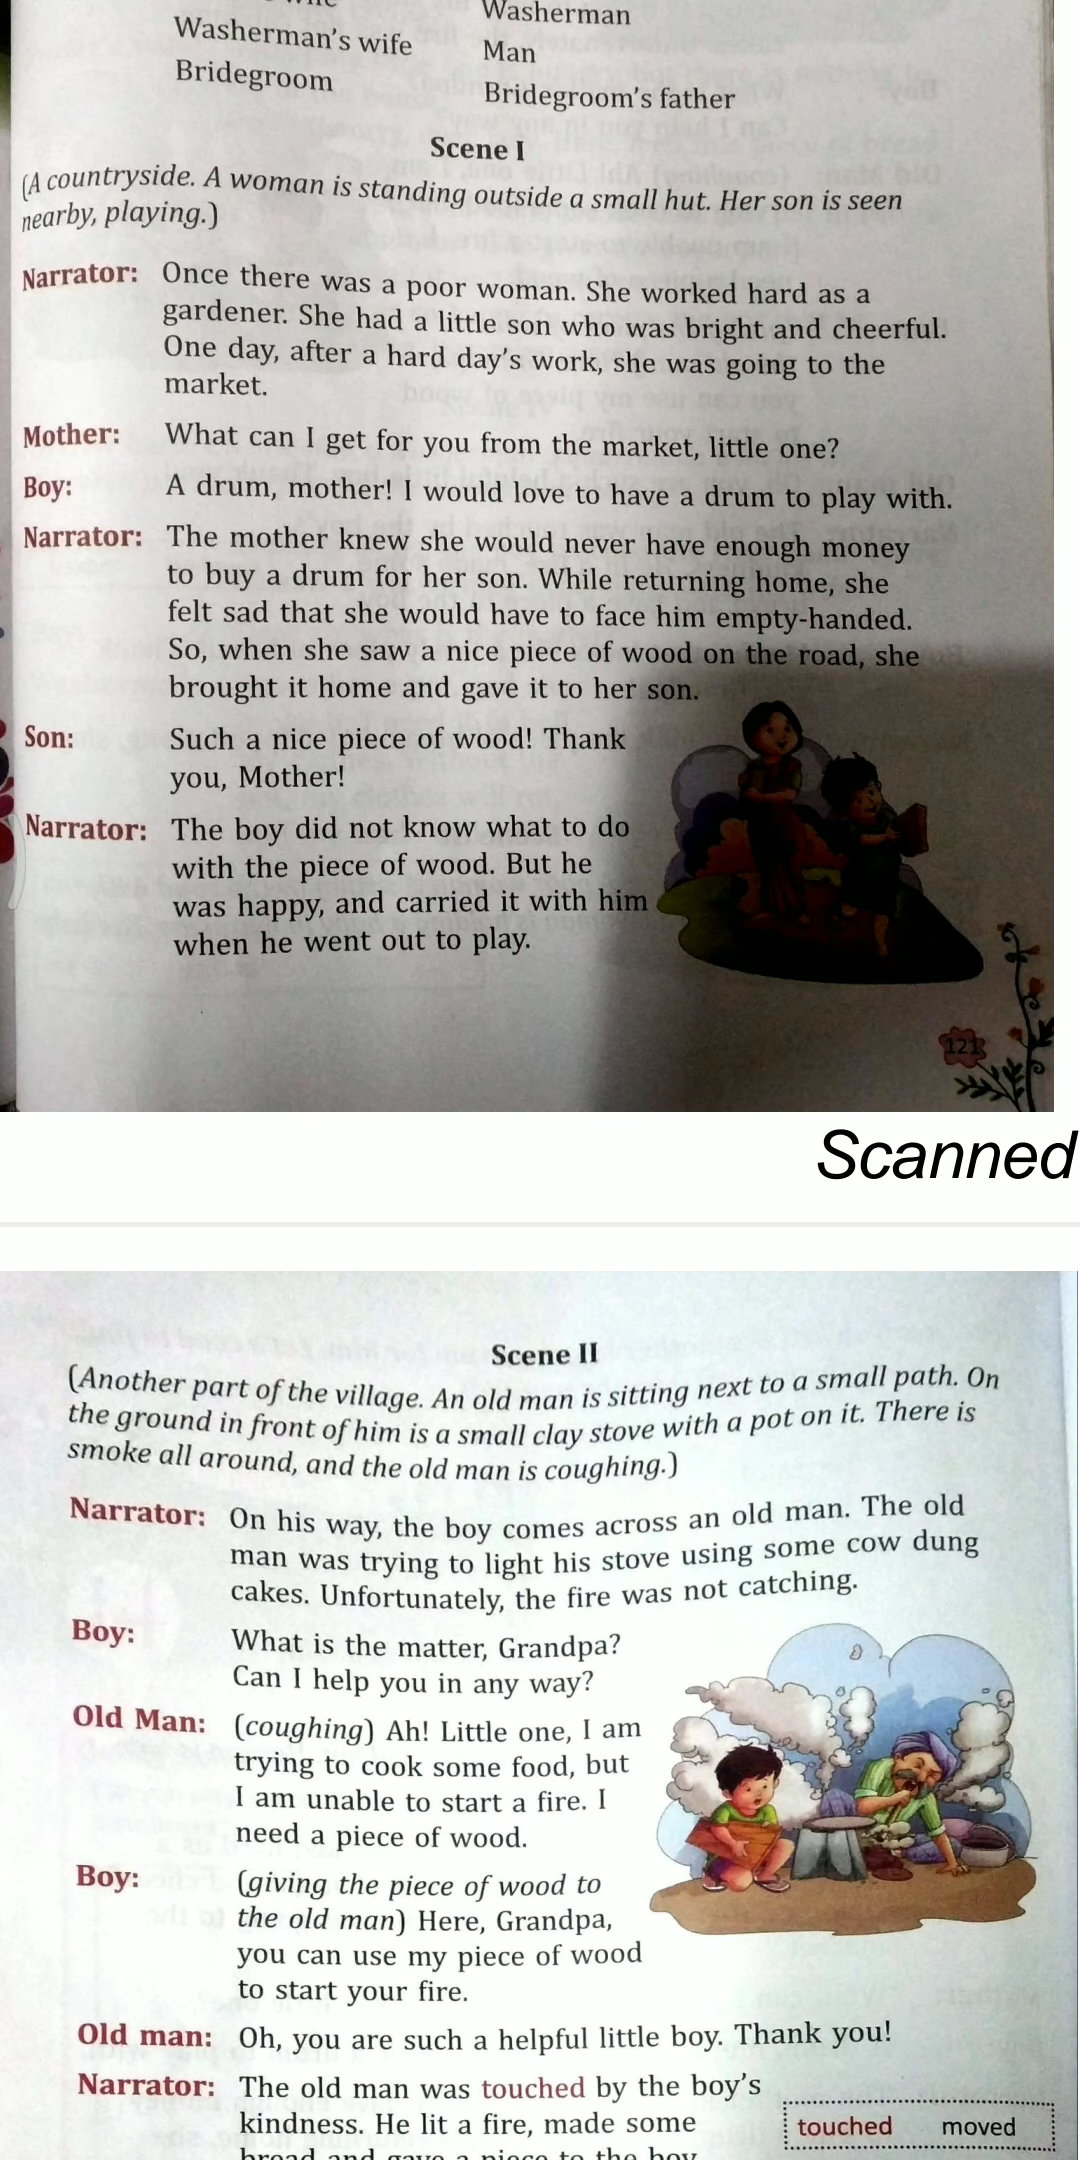 Washerman
Washerman's wife
Man
Bridegroom
Bridegroom's father
Scene I
(A countryside. A woman is standing outside a small hut. Her son is seen
nearby, playing.)
Narrator: Once there was a poor woman. She worked hard as a
gardener. She had a little son who was bright and cheerful.
One day, after a hard day's work, she was going to the
market.
Mother: What can I get for you from the market, little one?
Boy: A drum, mother! I would love to have a drum to play with.
Narrator: The mother knew she would never have enough money
to buy a drum for her son. While returning home, she
felt sad that she would have to face him empty-handed.
So, when she saw a nice piece of wood on the road, she
brought it home and gave it to her son.
Son: Such a nice piece of wood! Thank
you, Mother!
Narrator: The boy did not know what to do
with the piece of wood. But he
was happy, and carried it with him
when he went out to play.
121
Scanned
Scene II
(Another part of the village. An old man is sitting next to a small path. On
the ground in front of him is a small clay stove with a pot on it. There is
smoke all around, and the old man is coughing.)
Narrator: On his way, the boy comes across an old man. The old
man was trying to light his stove using some cow dung
cakes. Unfortunately, the fire was not catching.
Boy: What is the matter, Grandpa?
Can I help you in any way?
Old Man: (coughing) Ah! Little one, I am
trying to cook some food, but
I am unable to start a fire. I
need a piece of wood.
Boy: (giving the piece of wood to
the old man) Here, Grandpa,
you can use my piece of wood
to start your fire.
Old man: Oh, you are such a helpful little boy. Thank you!
Narrator: The old man was touched by the boy's
kindness. He lit a fire, made some
bread and gave a piece to the boy
touched moved